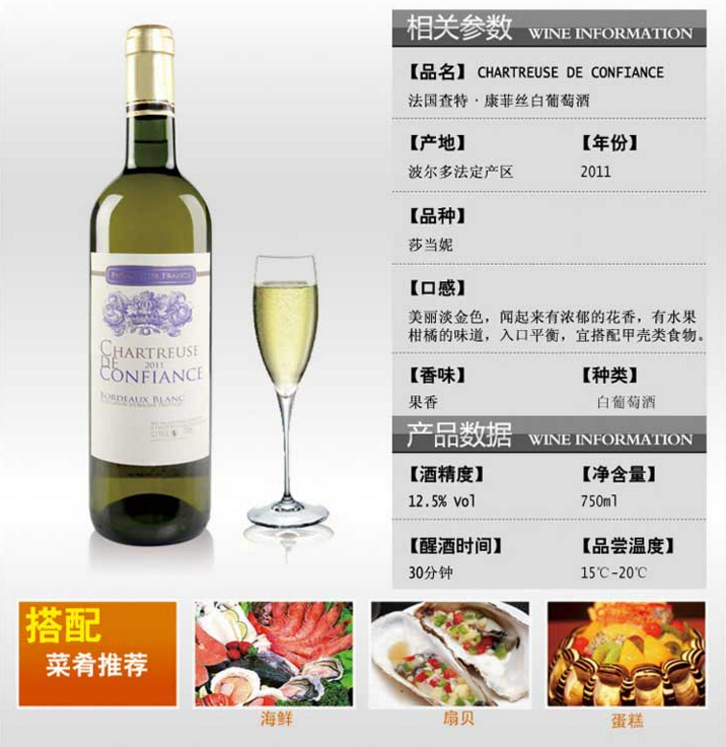 PRODUCT OF FRANCE
CHARTREUSE
DE 2011
CONFIANCE
BORDEAUX BLANC
相关参数 WINE INFORMATION
【品名】 CHARTREUSE DE CONFIANCE
法国查特·康菲丝白葡萄酒
【产地】 【年份】
波尔多法定产区 2011
【品种】
莎当妮
【口感】
美丽淡金色，闻起来有浓郁的花香，有水果
柑橘的味道，入口平衡，宜搭配甲壳类食物。
【香味】 【种类】
果香 白葡萄酒
产品数据 WINE INFORMATION
【酒精度】 【净含量】
12.5% vol 750ml
【醒酒时间】 【品尝温度】
30分钟 15℃-20℃
搭配
菜肴推荐
海鲜 扇贝 蛋糕